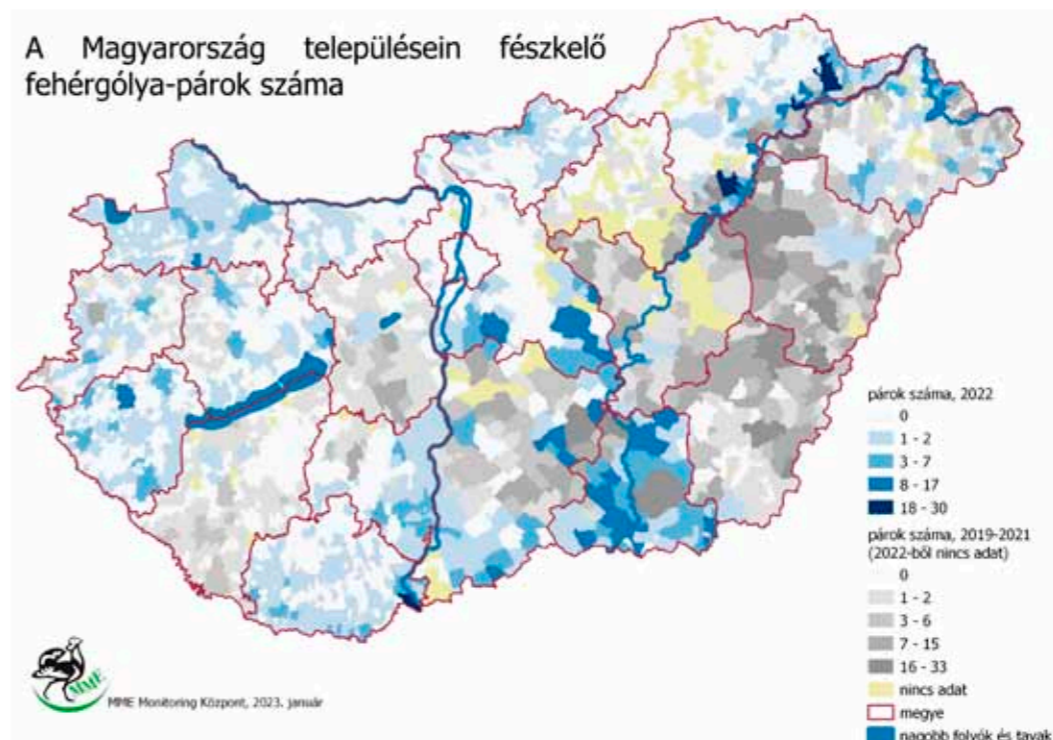 A Magyarország településein fészkelő
fehérgólya-párok száma
párok száma, 2022
0
1 - 2
3 - 7
8 - 17
18 - 30
párok száma, 2019-2021
(2022-ből nincs adat)
0
1 - 2
3 - 6
7 - 15
16 - 33
nincs adat
megye
nagobb folyók és tavak
MME
MME Monitoring Központ, 2023. január